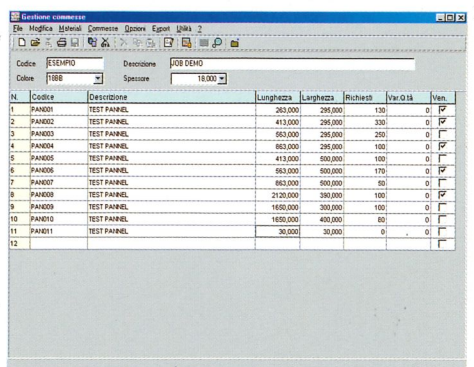 Gestione commesse
File Modifica Materiali Commesse Opzioni Export Utilità ?
Codice ESEMPIO Descrizione JOB DEMO
Colore 18BB Spessore 18,000
N. Codice Descrizione Lunghezza Larghezza Richiesti Var.Q.tà Ven.
1 PAN001 TEST PANNEL 263,000 295,000 130 0
2 PAN002 TEST PANNEL 413,000 295,000 330 0
3 PAN003 TEST PANNEL 563,000 295,000 250 0
4 PAN004 TEST PANNEL 863,000 295,000 100 0
5 PAN005 TEST PANNEL 413,000 500,000 100 0
6 PAN006 TEST PANNEL 563,000 500,000 170 0
7 PAN007 TEST PANNEL 863,000 500,000 50 0
8 PAN008 TEST PANNEL 2120,000 390,000 100 0
9 PAN009 TEST PANNEL 1650,000 300,000 100 0
10 PAN010 TEST PANNEL 1650,000 400,000 80 0
11 PAN011 TEST PANNEL 30,000 30,000 0 0
12